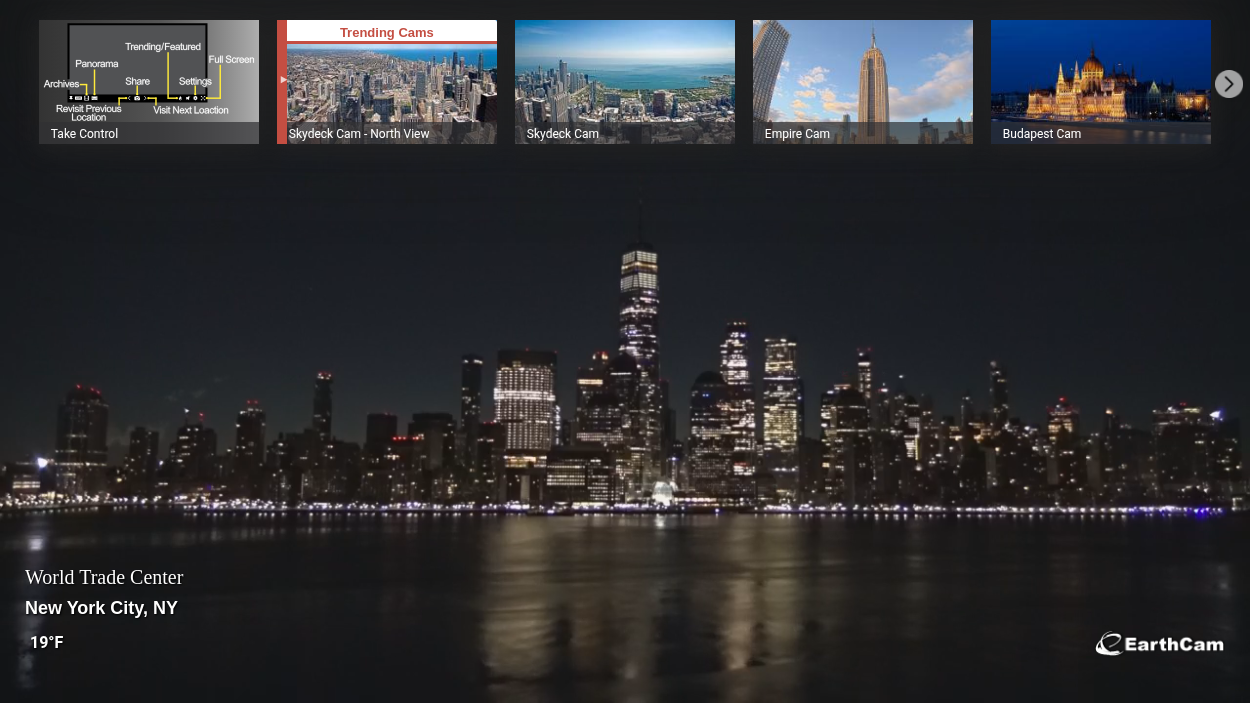 Trending/Featured
Full Screen
Panorama
Archives
Share
Settings
Revisit Previous
Location
Visit Next Loaction
Take Control
Trending Cams
Skydeck Cam - North View
Skydeck Cam
Empire Cam
Budapest Cam
World Trade Center
New York City, NY
19°F
EarthCam